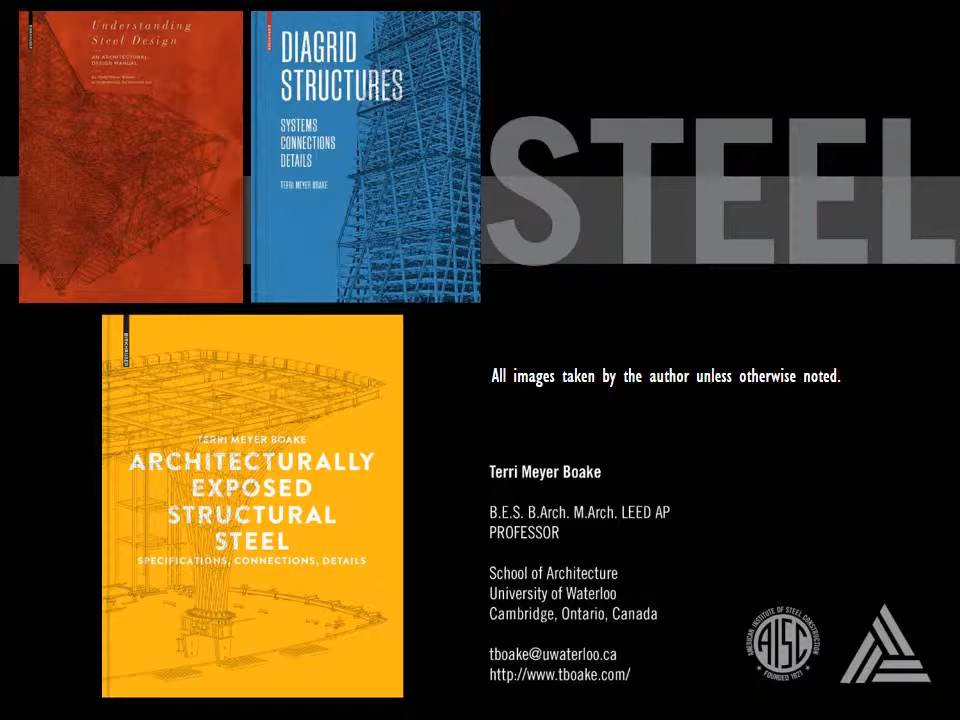 Understanding
Steel Design
AN ARCHITECTURAL
DESIGN MANUAL
DIAGRID
STRUCTURES
SYSTEMS
CONNECTIONS
DETAILS
TERRI MEYER BOAKE
STEEL
BIRKHÄUSER
TERRI MEYER BOAKE
ARCHITECTURALLY
EXPOSED
STRUCTURAL
STEEL
SPECIFICATIONS, CONNECTIONS, DETAILS
All images taken by the author unless otherwise noted.
Terri Meyer Boake
B.E.S. B.Arch. M.Arch. LEED AP
PROFESSOR
School of Architecture
University of Waterloo
Cambridge, Ontario, Canada
tboake@uwaterloo.ca
http://www.tboake.com/
AMERICAN INSTITUTE OF STEEL CONSTRUCTION
AISC
FOUNDED 1921